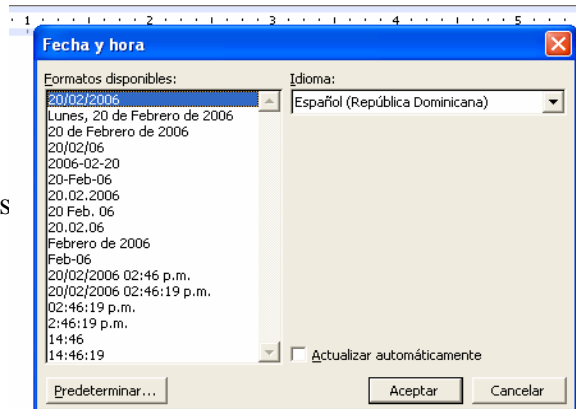 1 2 3 4 5
Fecha y hora
Formatos disponibles:
Idioma:
20/02/2006
Español (República Dominicana)
Lunes, 20 de Febrero de 2006
20 de Febrero de 2006
20/02/06
2006-02-20
20-Feb-06
20.02.2006
s
20 Feb. 06
20.02.06
Febrero de 2006
Feb-06
20/02/2006 02:46 p.m.
20/02/2006 02:46:19 p.m.
02:46:19 p.m.
2:46:19 p.m.
14:46
14:46:19
Actualizar automáticamente
Predeterminar...
Aceptar
Cancelar